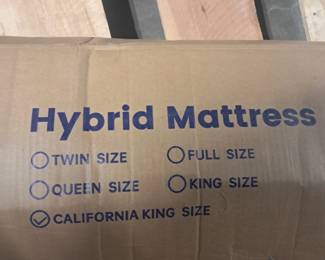 Hybrid Mattress
TWIN SIZE FULL SIZE
QUEEN SIZE KING SIZE
CALIFORNIA KING SIZE